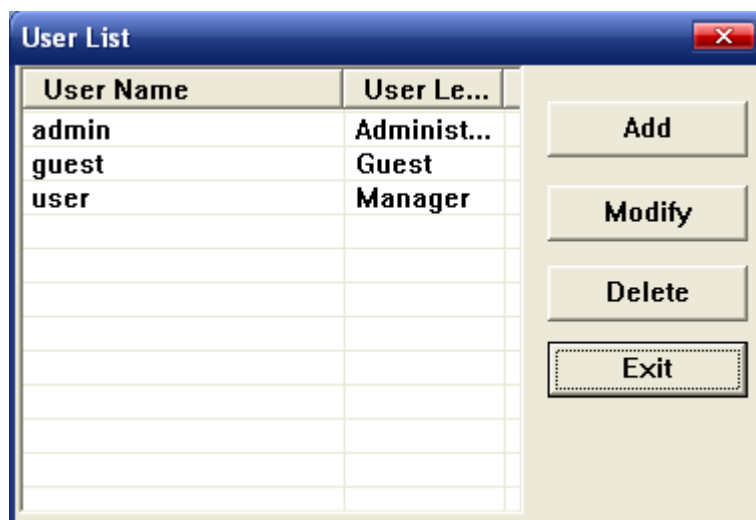 User List
User Name User Le...
admin Administ...
guest Guest
user Manager
Add
Modify
Delete
Exit